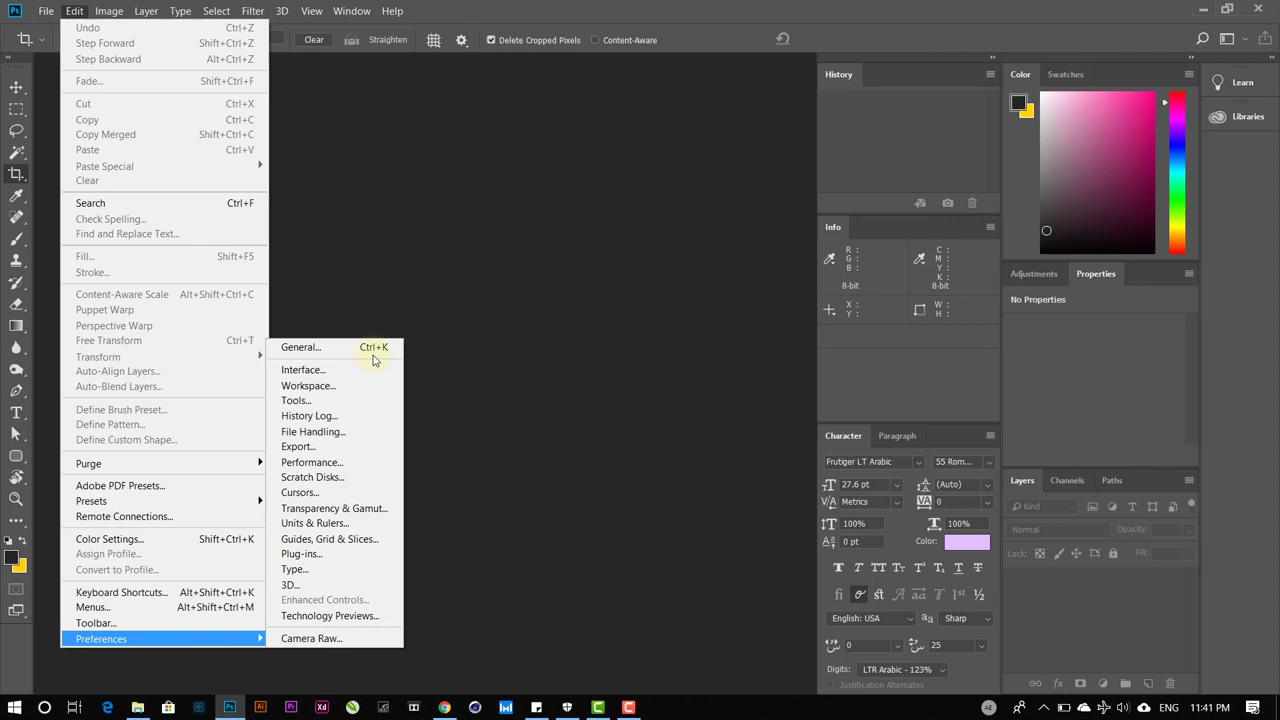 Ps File Edit Image Layer Type Select Filter 3D View Window Help
Clear Straighten Delete Cropped Pixels Content-Aware
Undo Ctrl+Z
Step Forward Shift+Ctrl+Z
Step Backward Alt+Ctrl+Z
Fade... Shift+Ctrl+F
Cut Ctrl+X
Copy Ctrl+C
Copy Merged Shift+Ctrl+C
Paste Ctrl+V
Paste Special
Clear
Search Ctrl+F
Check Spelling...
Find and Replace Text...
Fill... Shift+F5
Stroke...
Content-Aware Scale Alt+Shift+Ctrl+C
Puppet Warp
Perspective Warp
Free Transform Ctrl+T
Transform
Auto-Align Layers...
Auto-Blend Layers...
Define Brush Preset...
Define Pattern...
Define Custom Shape...
Purge
Adobe PDF Presets...
Presets
Remote Connections...
Color Settings... Shift+Ctrl+K
Assign Profile...
Convert to Profile...
Keyboard Shortcuts... Alt+Shift+Ctrl+K
Menus... Alt+Shift+Ctrl+M
Toolbar...
Preferences
General... Ctrl+K
Interface...
Workspace...
Tools...
History Log...
File Handling...
Export...
Performance...
Scratch Disks...
Cursors...
Transparency & Gamut...
Units & Rulers...
Guides, Grid & Slices...
Plug-ins...
Type...
3D...
Enhanced Controls...
Technology Previews...
Camera Raw...
History
Info
R :
G :
B :
8-bit
C :
M :
Y :
K :
8-bit
X :
Y :
W :
H :
Character Paragraph
Frutiger LT Arabic 55 Rom...
27.6 pt (Auto)
Metrics 0
100% 100%
0 pt Color:
English: USA aa Sharp
0 25
Digits: LTR Arabic - 123%
Justification Alternates
Color Swatches
Adjustments Properties
No Properties
Layers Channels Paths
Kind
Normal Opacity:
Lock: Fill:
Learn
Libraries
Ps Ai Pr Xd
AE ENG 11:41 PM